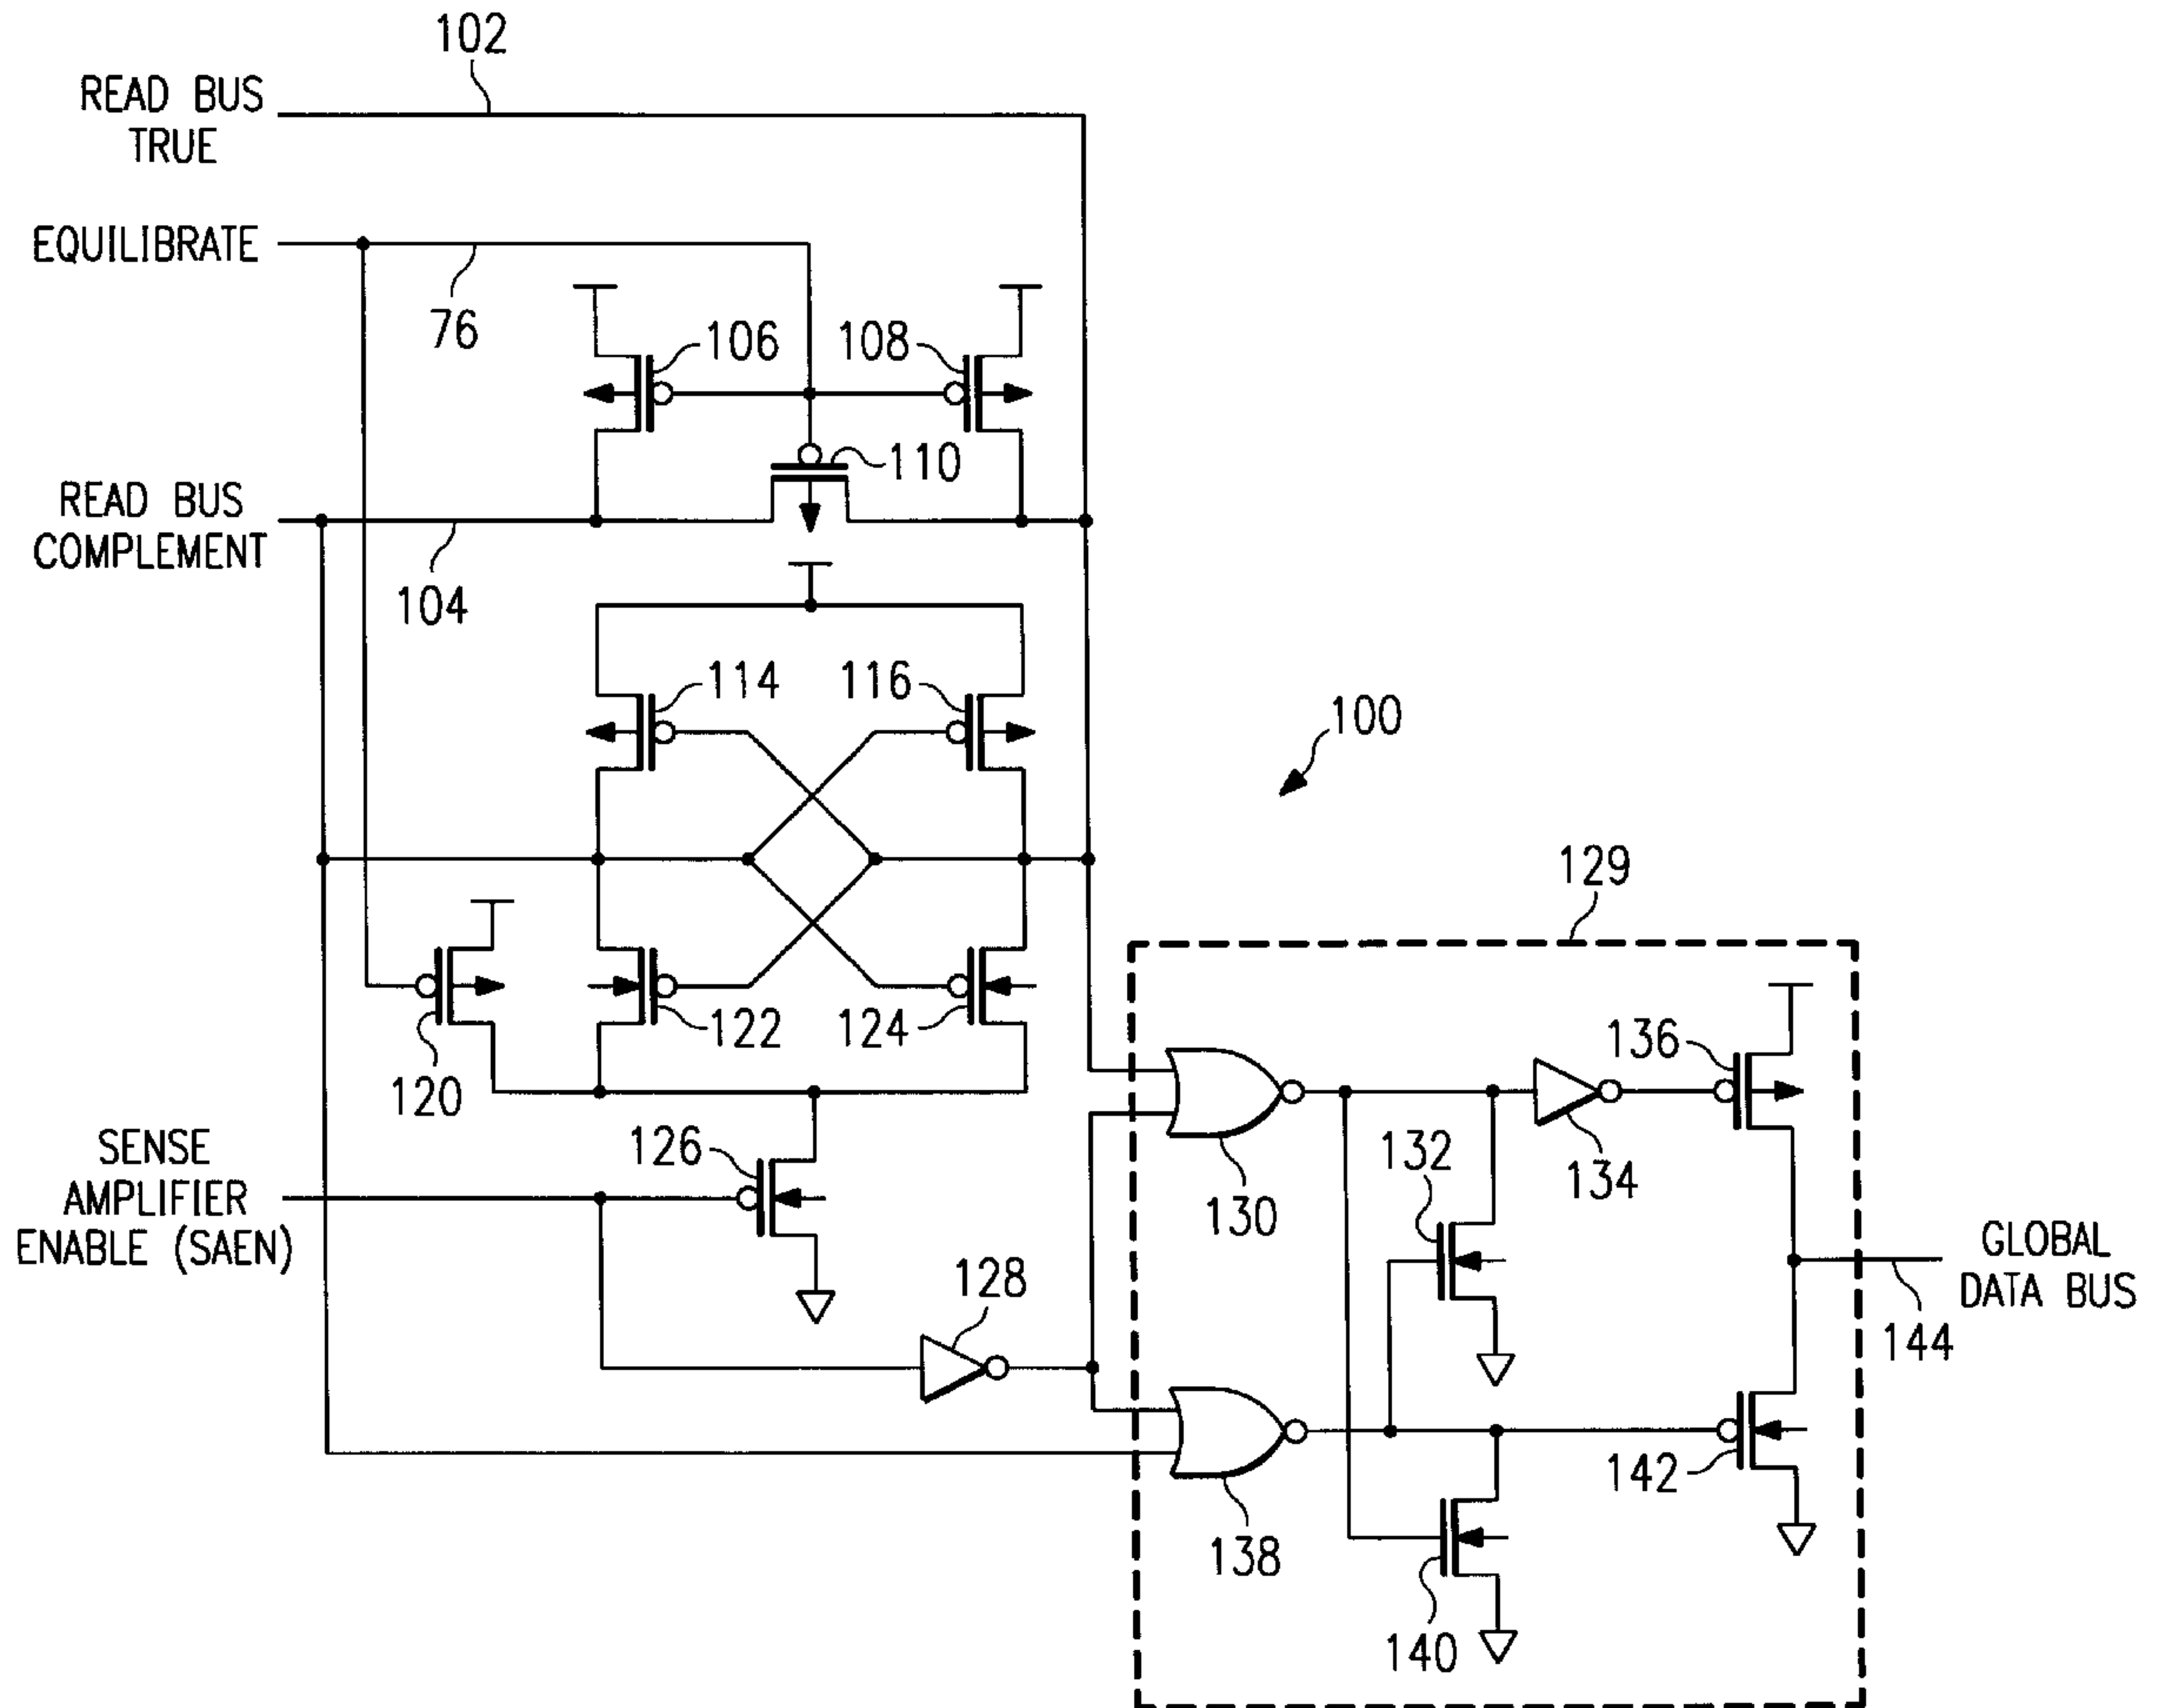 102
READ BUS
TRUE
EQUILIBRATE
76
106
108
110
READ BUS
COMPLEMENT
104
114
116
100
129
120
122
124
136
132
134
130
SENSE
AMPLIFIER
ENABLE (SAEN)
126
128
GLOBAL
DATA BUS
144
142
138
140